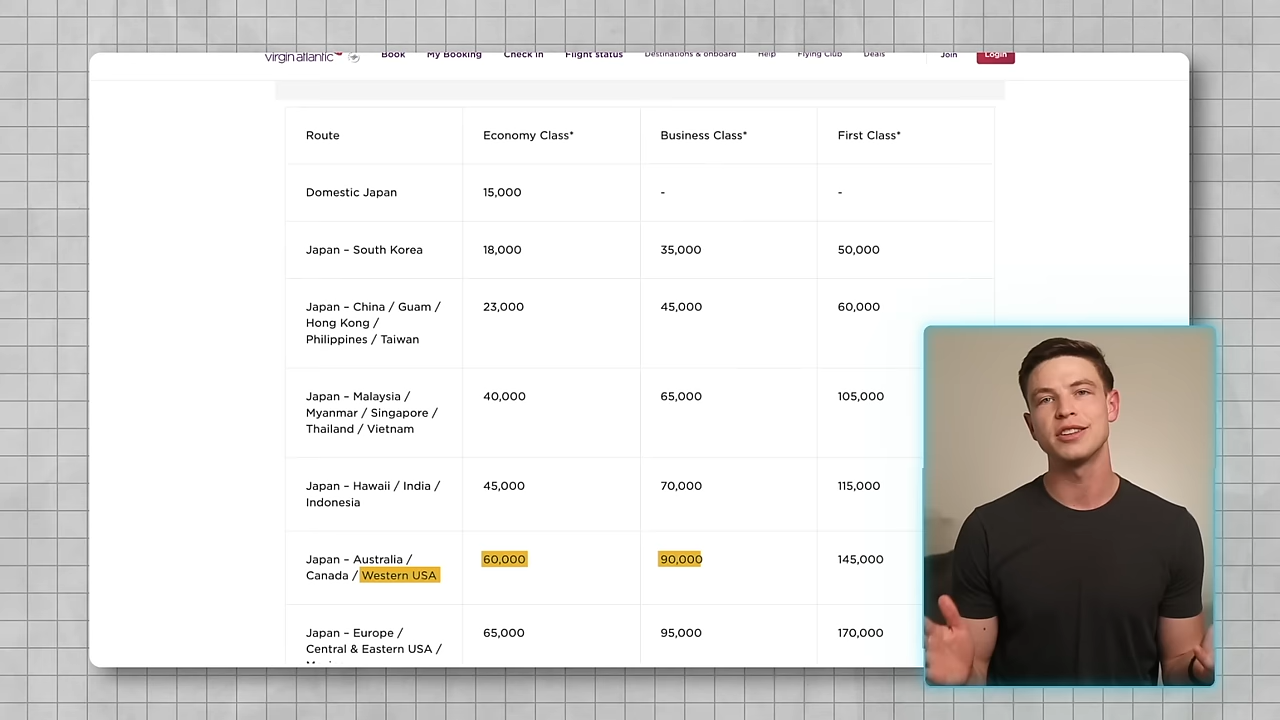 virgin atlantic
Book My Booking Check in Flight status Destinations & onboard Help Flying Club Deals Join Login
Route Economy Class* Business Class* First Class*
Domestic Japan 15,000 - -
Japan – South Korea 18,000 35,000 50,000
Japan – China / Guam / 23,000 45,000 60,000
Hong Kong /
Philippines / Taiwan
Japan – Malaysia / 40,000 65,000 105,000
Myanmar / Singapore /
Thailand / Vietnam
Japan – Hawaii / India / 45,000 70,000 115,000
Indonesia
Japan – Australia / 60,000 90,000 145,000
Canada / Western USA
Japan – Europe / 65,000 95,000 170,000
Central & Eastern USA /